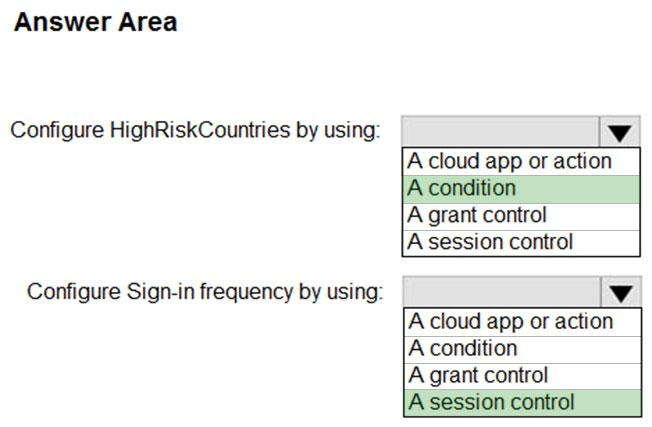 Answer Area
Configure HighRiskCountries by using:
A cloud app or action
A condition
A grant control
A session control
Configure Sign-in frequency by using:
A cloud app or action
A condition
A grant control
A session control